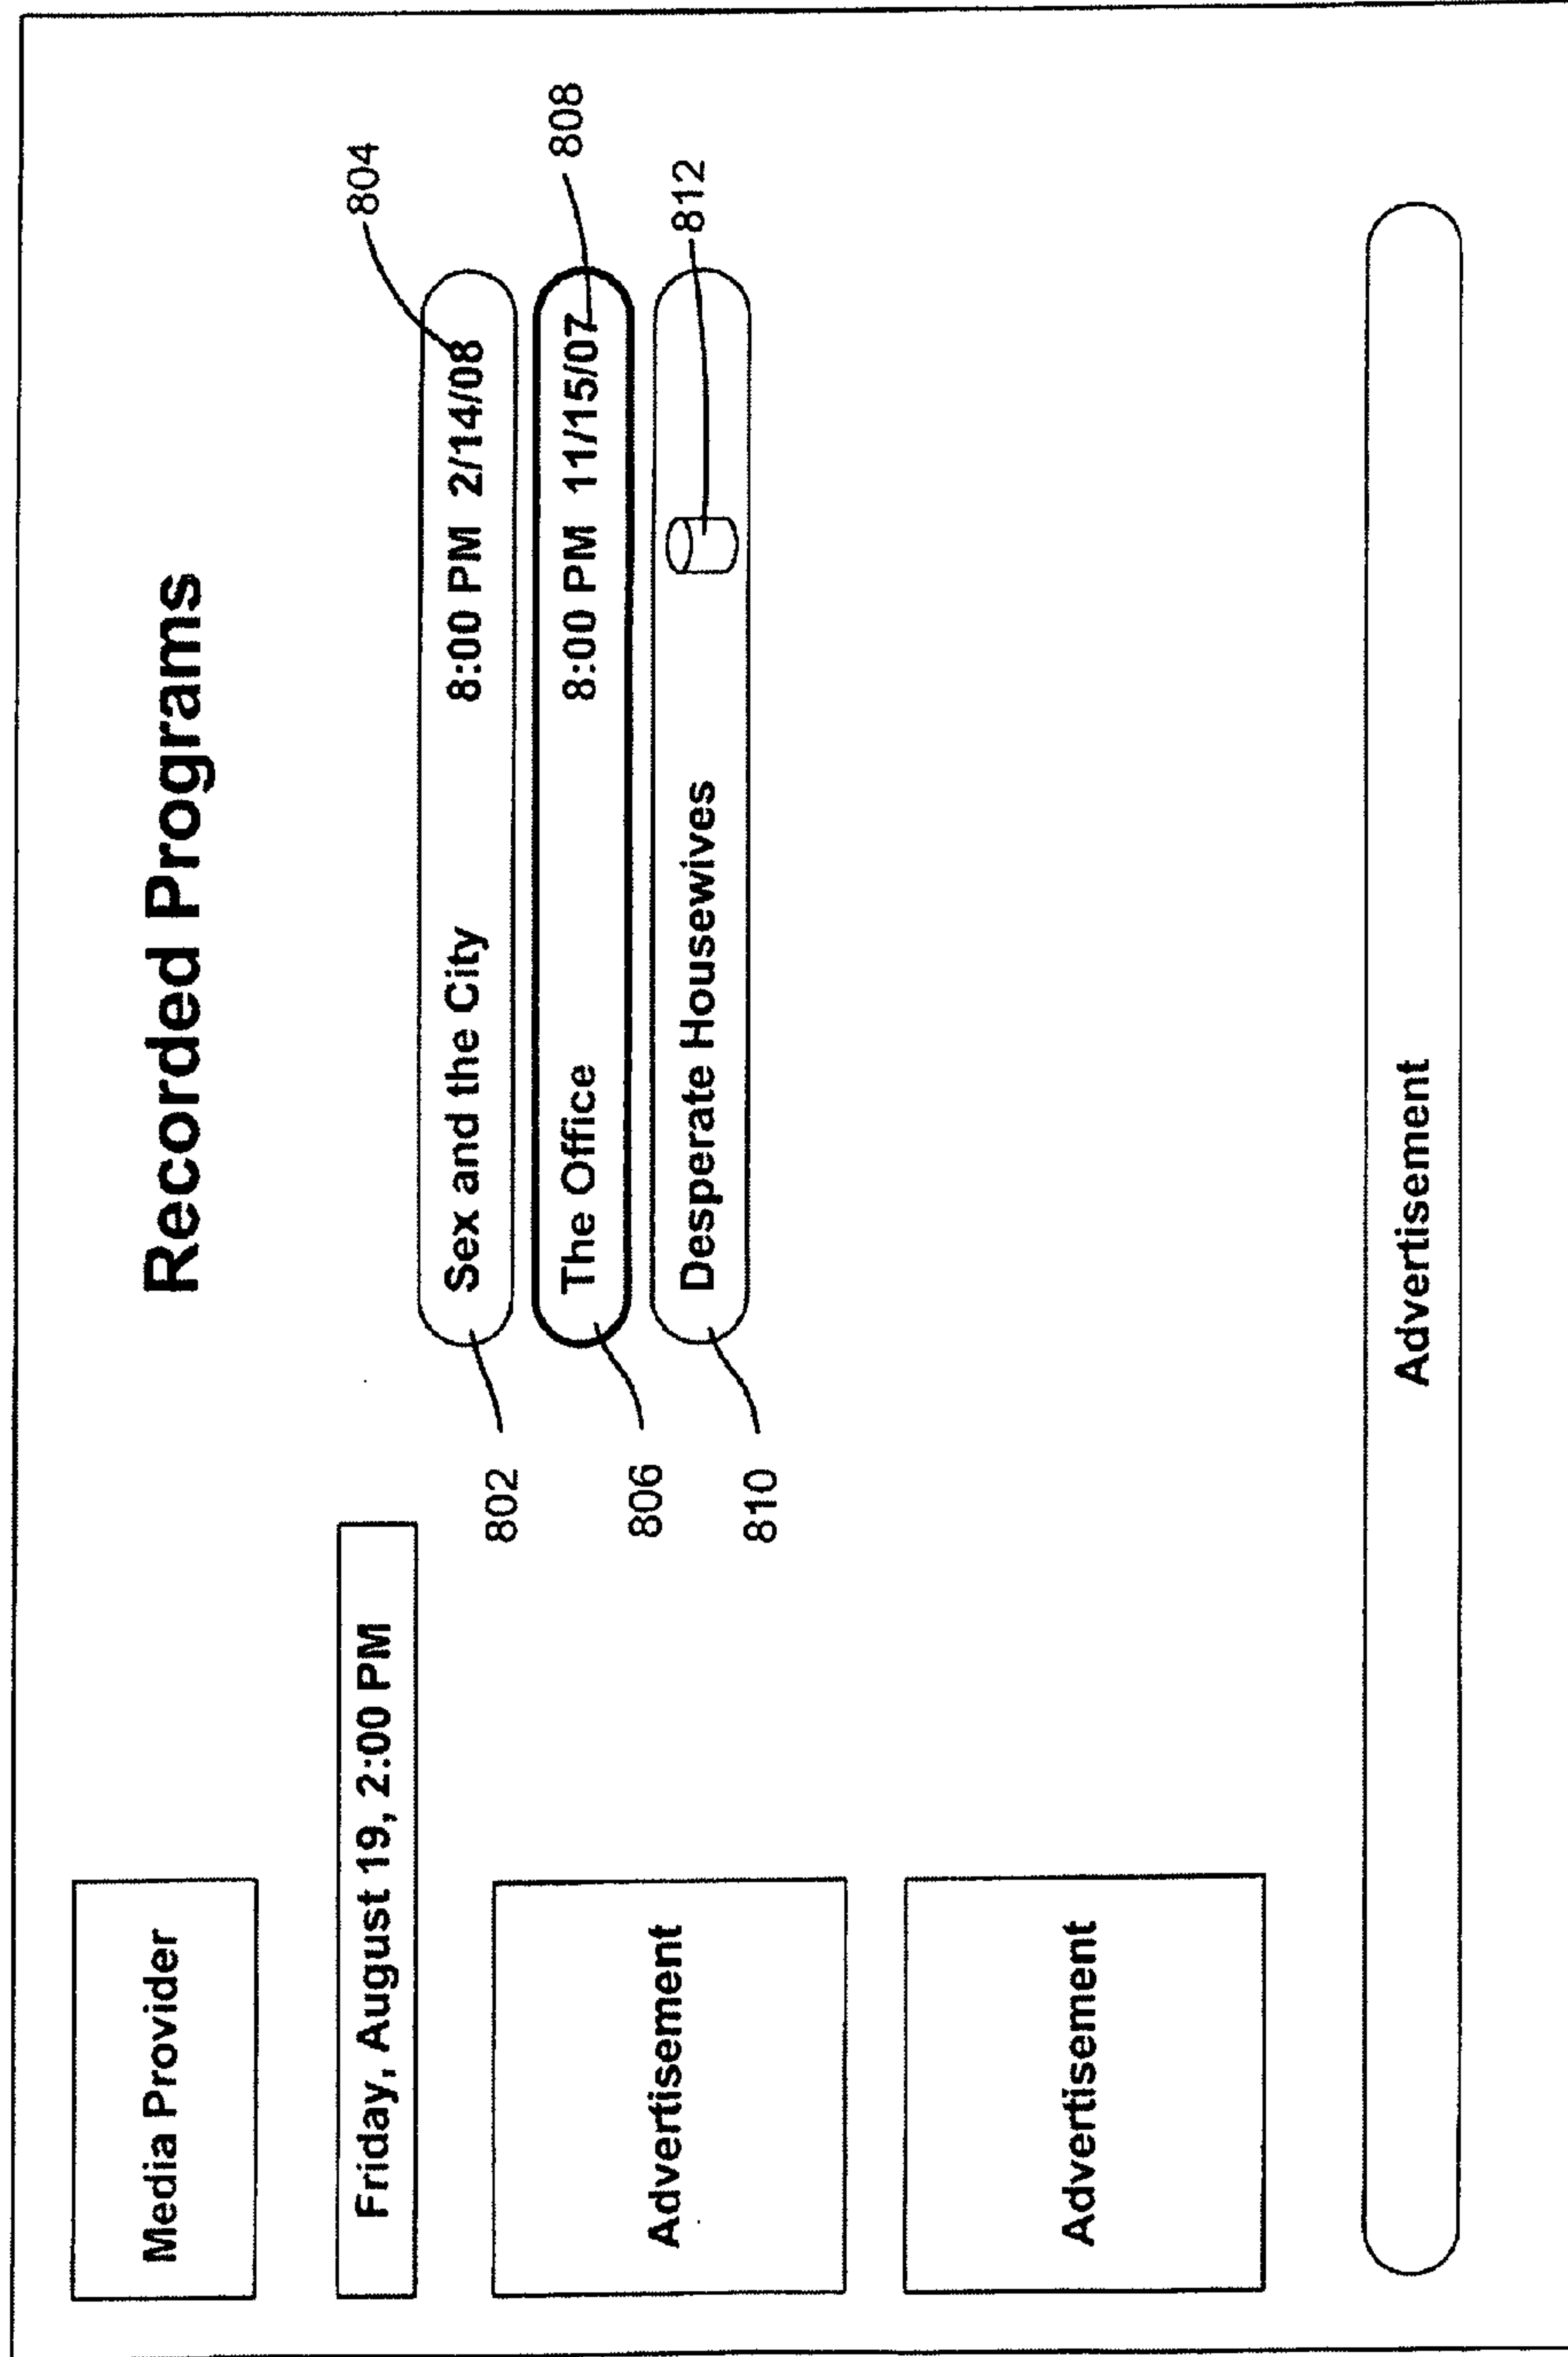 Media Provider
Recorded Programs
Friday, August 19, 2:00 PM
804
802
Sex and the City 8:00 PM 2/14/08
808
806
The Office 8:00 PM 11/15/07
812
810
Desperate Housewives
Advertisement
Advertisement
Advertisement